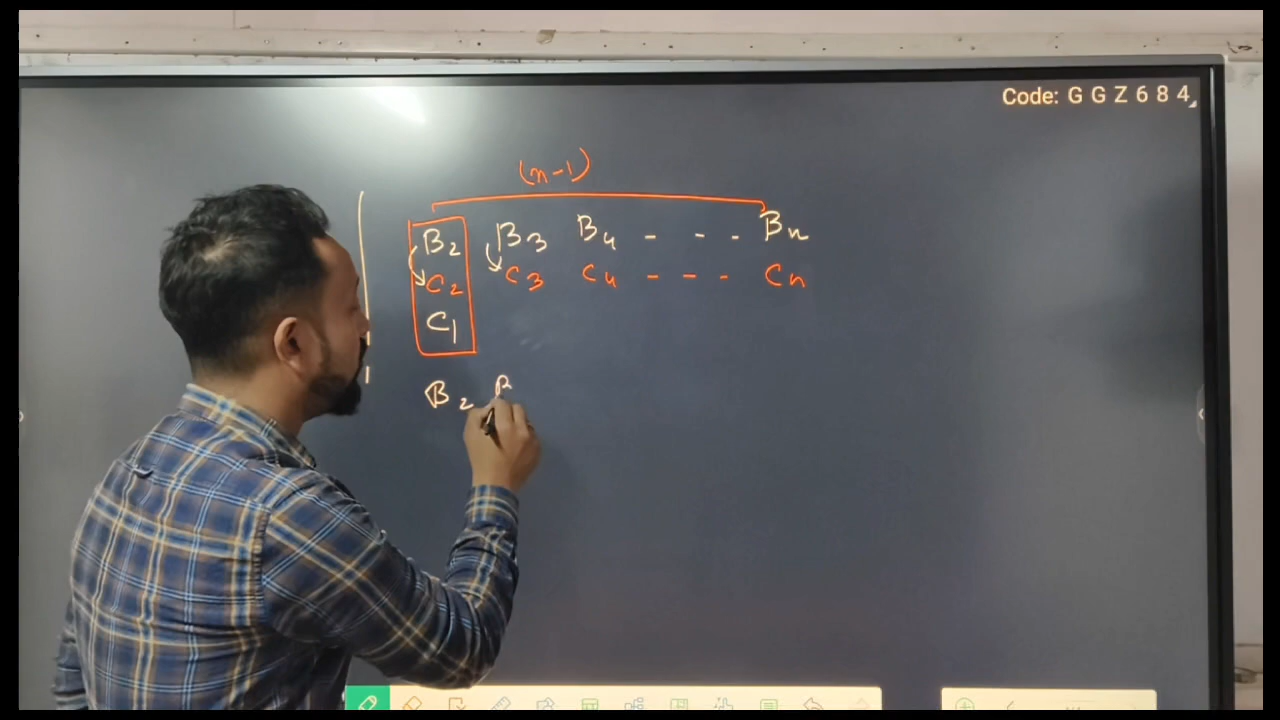 Code: G G Z 6 8 4
(n-1)
B2 B3 B4 - - - Bn
C2 C3 C4 - - - Cn
C1
B2